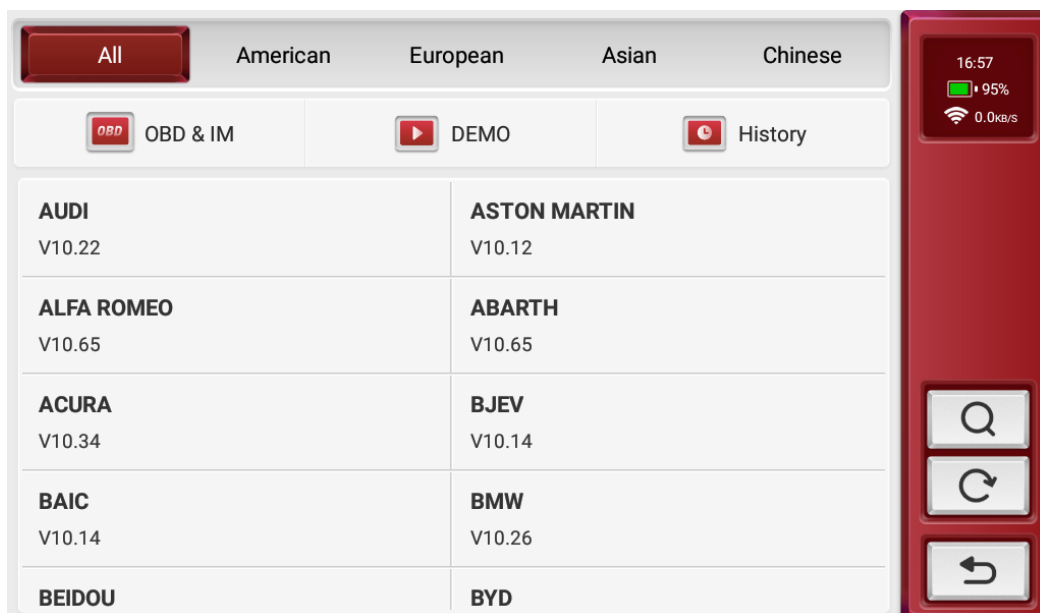 All American European Asian Chinese
16:57
95%
0.0KB/S
OBD OBD & IM DEMO History
AUDI ASTON MARTIN
V10.22 V10.12
ALFA ROMEO ABARTH
V10.65 V10.65
ACURA BJEV
V10.34 V10.14
BAIC BMW
V10.14 V10.26
BEIDOU BYD